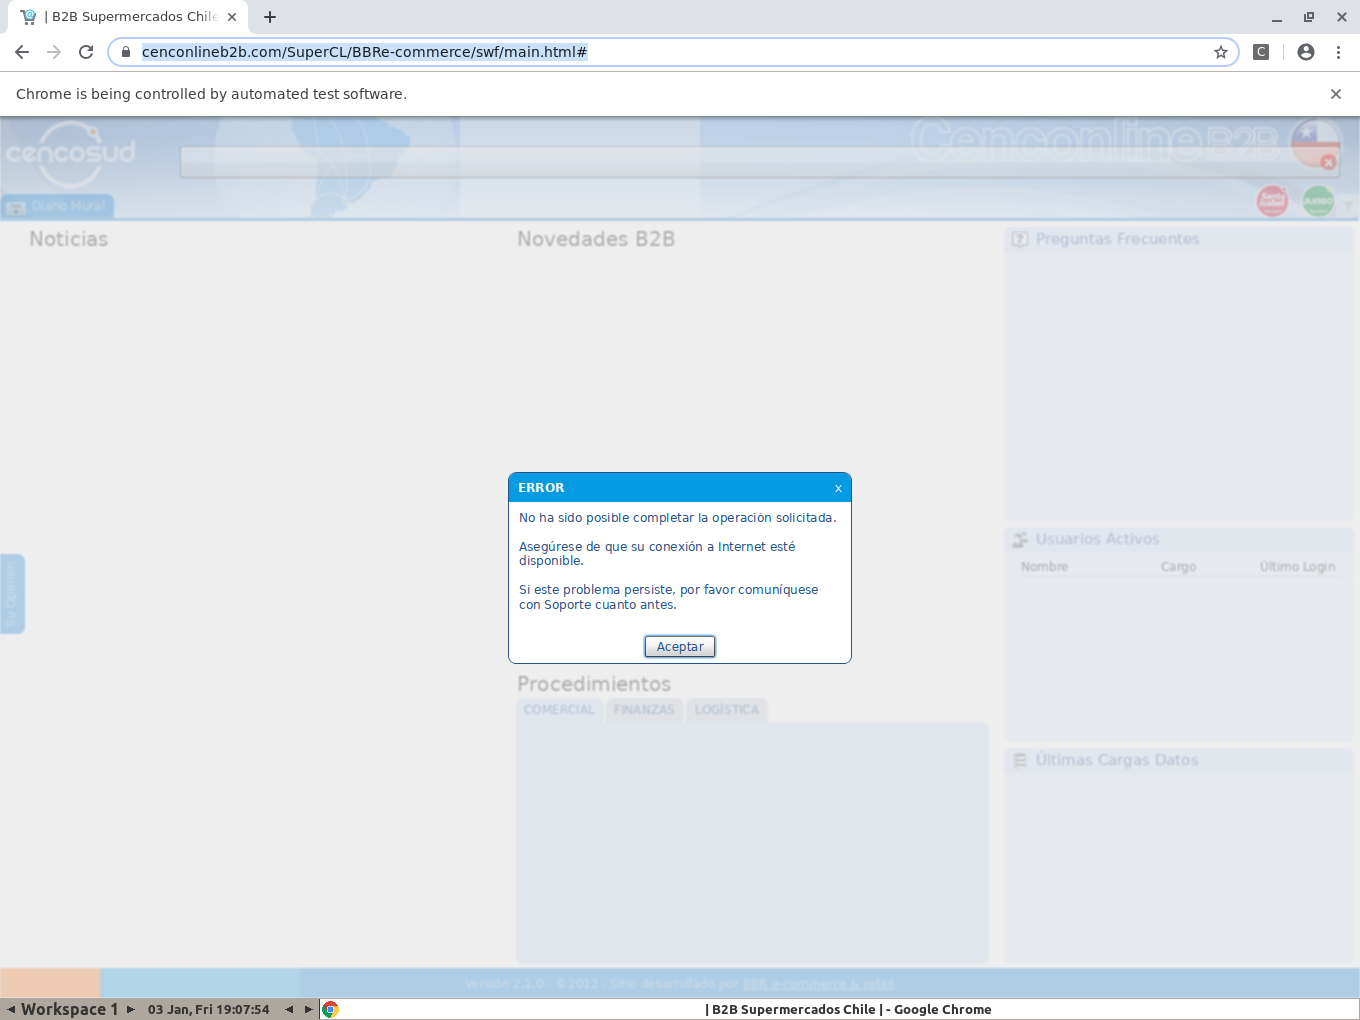 | B2B Supermercados Chile
cenconlineb2b.com/SuperCL/BBRe-commerce/swf/main.html#
C
Chrome is being controlled by automated test software.
cencosud
Cenconline B2B
Diario Mural
Santa Isabel
JUMBO
Noticias
Novedades B2B
Preguntas Frecuentes
Su Opinión
ERROR
x
No ha sido posible completar la operación solicitada.
Asegúrese de que su conexión a Internet esté
disponible.
Si este problema persiste, por favor comuníquese
con Soporte cuanto antes.
Aceptar
Usuarios Activos
Nombre Cargo Último Login
Procedimientos
COMERCIAL FINANZAS LOGÍSTICA
Últimas Cargas Datos
Versión 2.1.0 - ©2012 - Sitio desarrollado por BBR e-commerce & retail
Workspace 1 03 Jan, Fri 19:07:54 | B2B Supermercados Chile | - Google Chrome